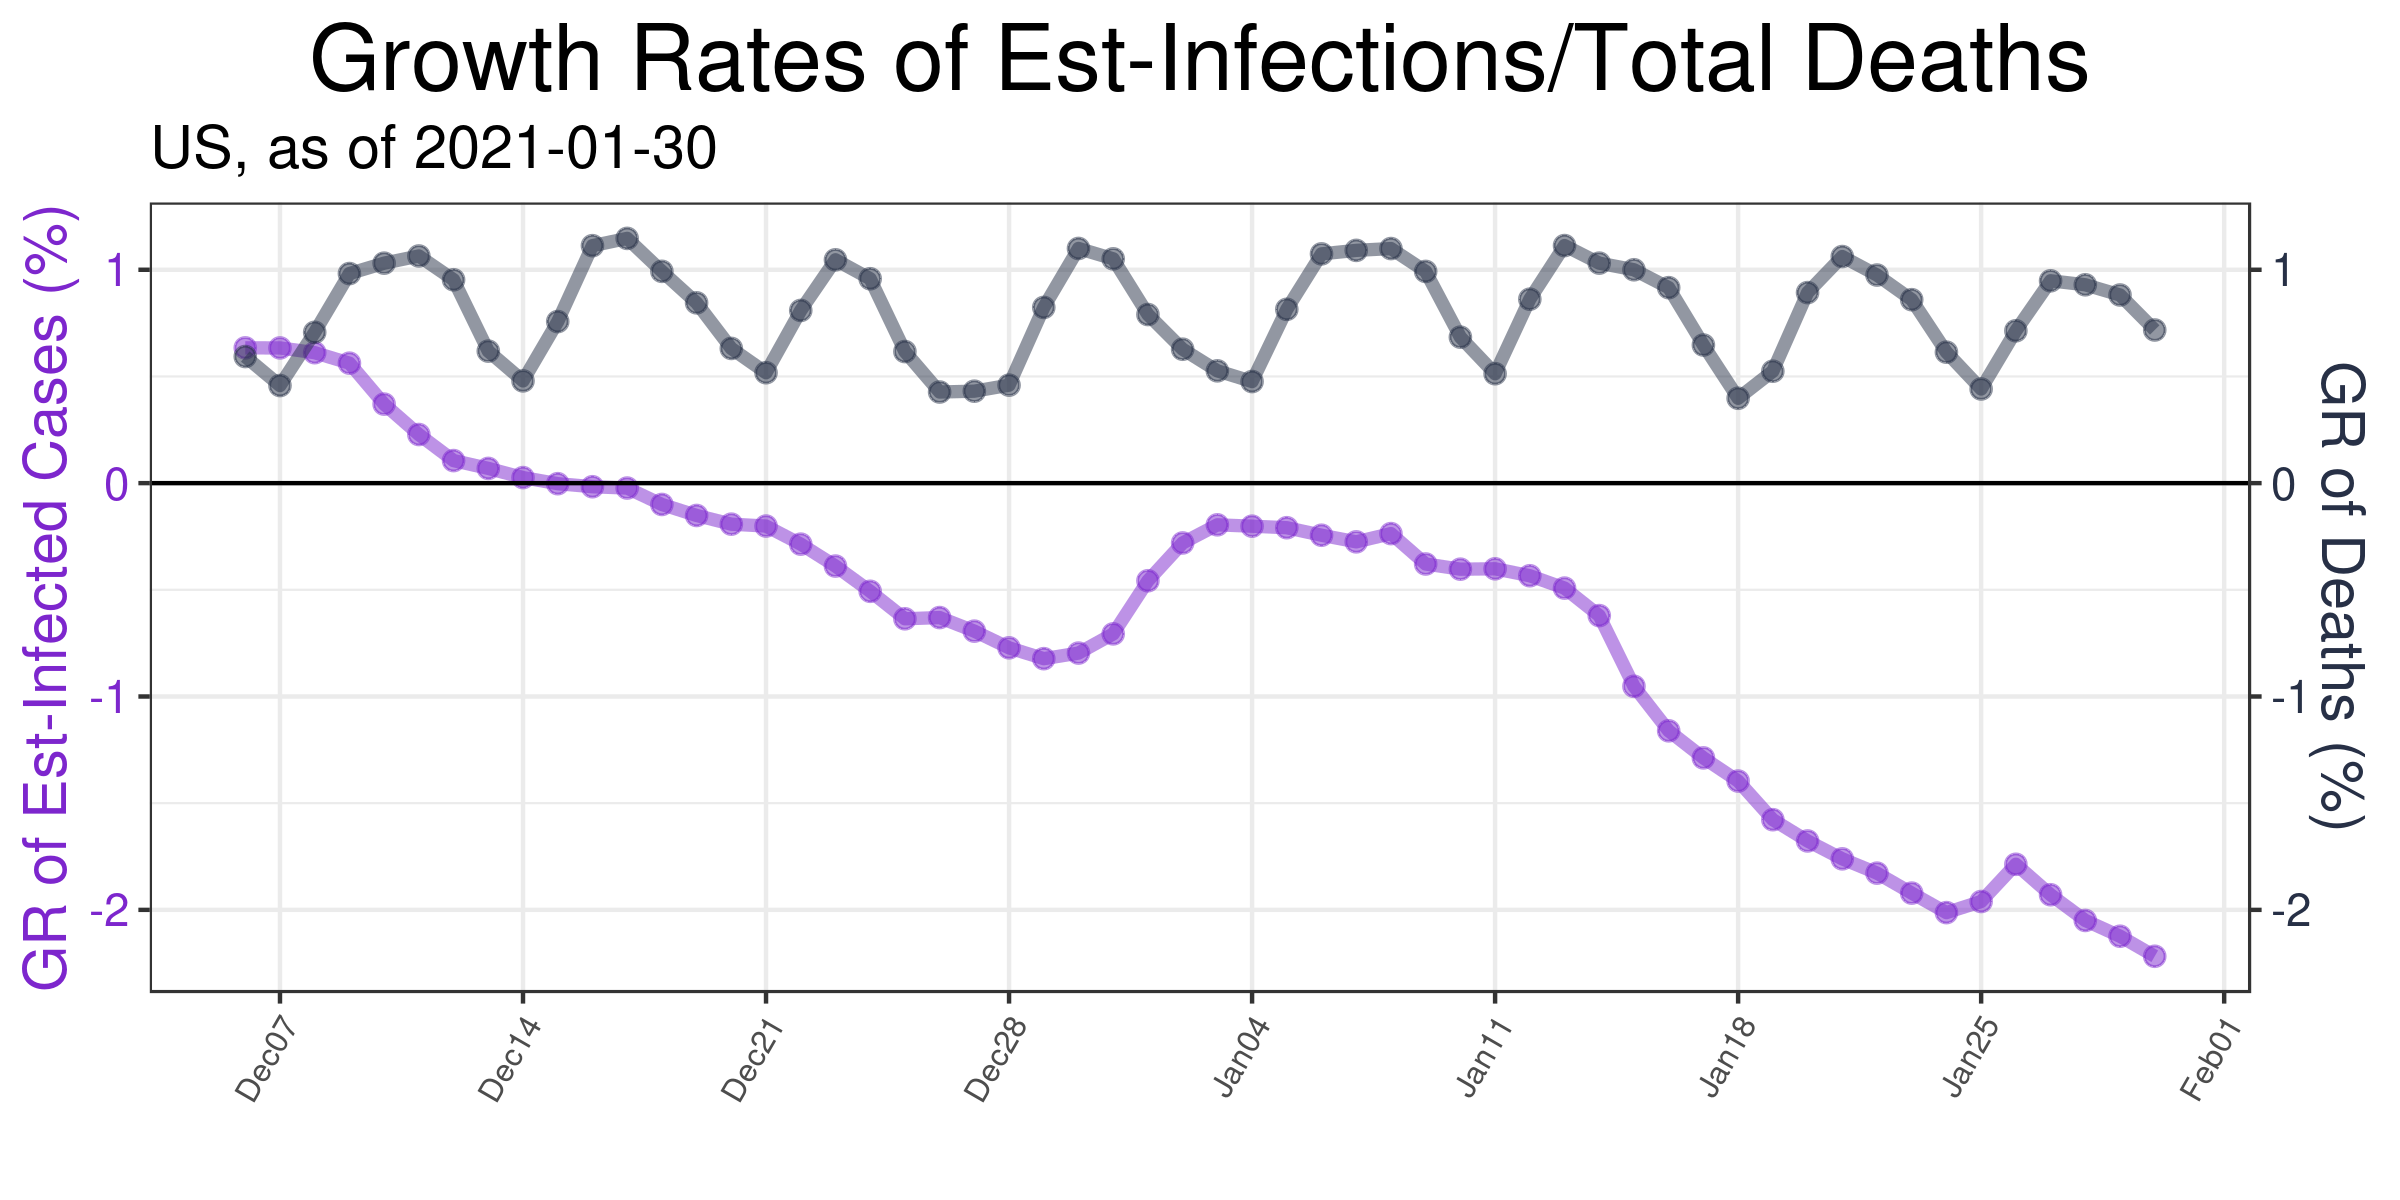 Growth Rates of Est-Infections/Total Deaths
US, as of 2021-01-30
GR of Est-Infected Cases (%)
1
0
-1
-2
1
0
-1
-2
GR of Deaths (%)
Dec07
Dec14
Dec21
Dec28
Jan04
Jan11
Jan18
Jan25
Feb01